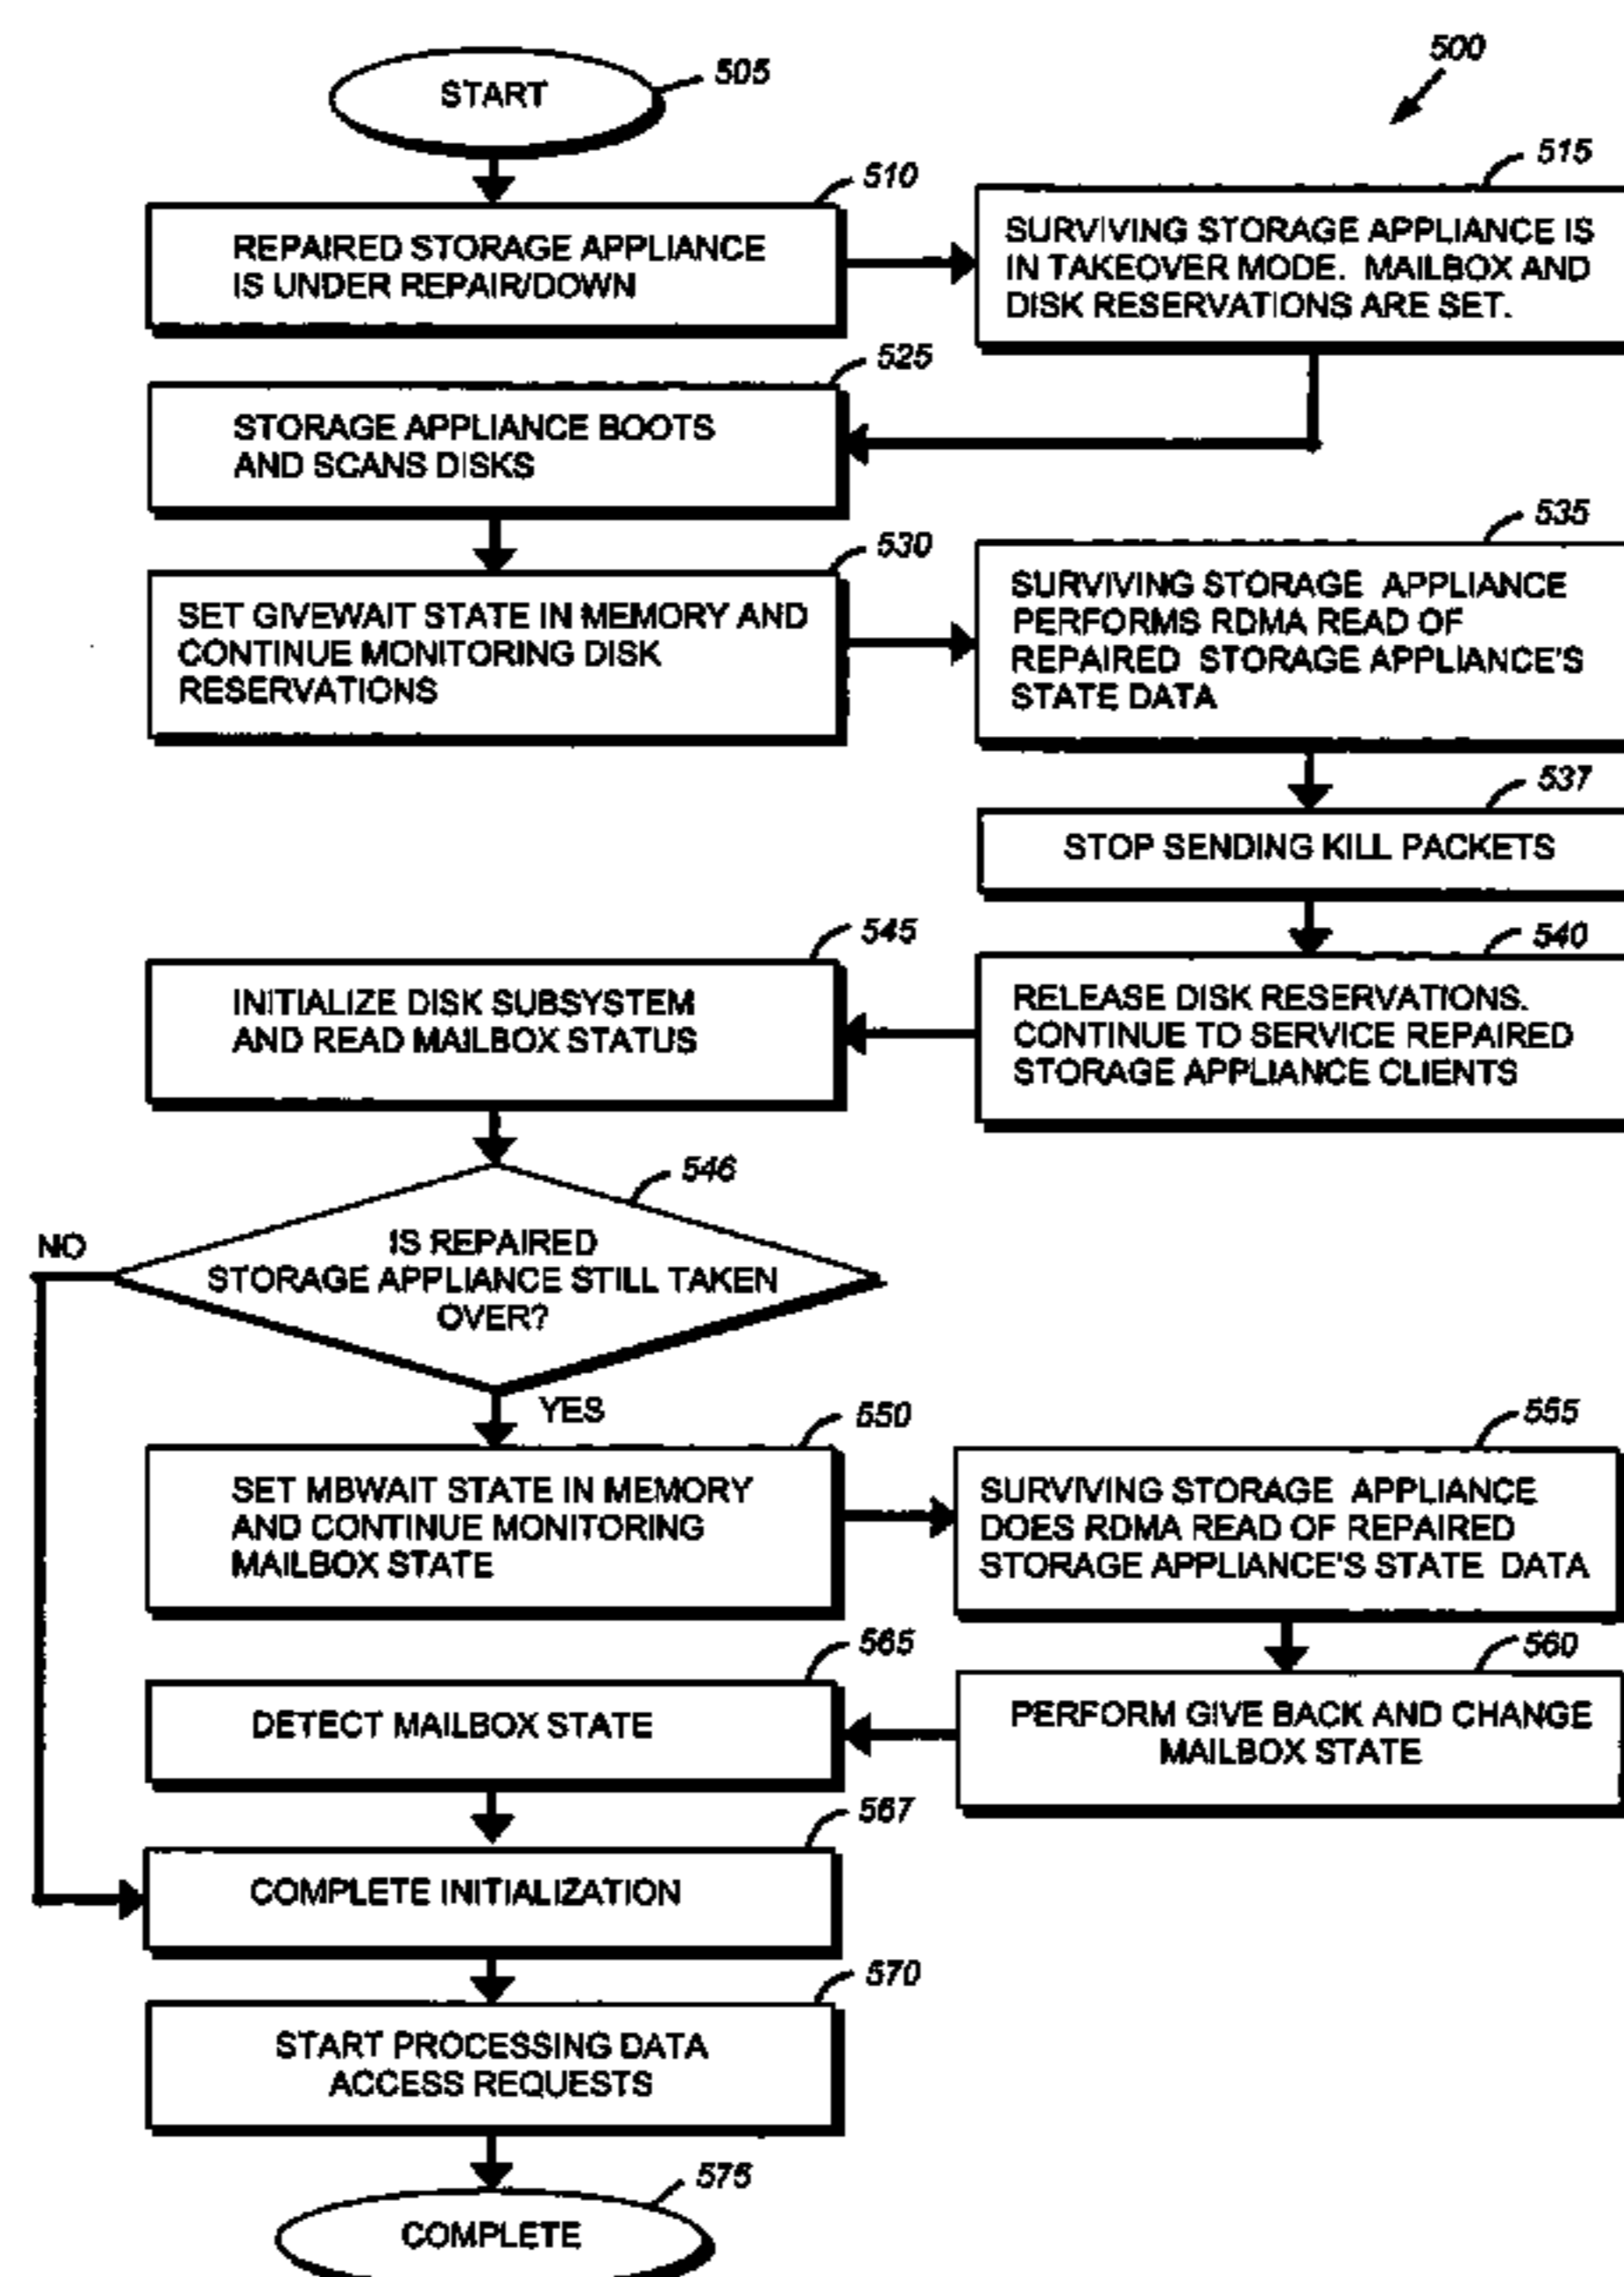 500
START
505
510
REPAIRED STORAGE APPLIANCE
IS UNDER REPAIR/DOWN
515
SURVIVING STORAGE APPLIANCE IS
IN TAKEOVER MODE. MAILBOX AND
DISK RESERVATIONS ARE SET.
525
STORAGE APPLIANCE BOOTS
AND SCANS DISKS
530
SET GIVEWAIT STATE IN MEMORY AND
CONTINUE MONITORING DISK
RESERVATIONS
535
SURVIVING STORAGE APPLIANCE
PERFORMS RDMA READ OF
REPAIRED STORAGE APPLIANCE'S
STATE DATA
537
STOP SENDING KILL PACKETS
540
RELEASE DISK RESERVATIONS.
CONTINUE TO SERVICE REPAIRED
STORAGE APPLIANCE CLIENTS
545
INITIALIZE DISK SUBSYSTEM
AND READ MAILBOX STATUS
546
IS REPAIRED
STORAGE APPLIANCE STILL TAKEN
OVER?
NO
YES
550
SET MBWAIT STATE IN MEMORY
AND CONTINUE MONITORING
MAILBOX STATE
555
SURVIVING STORAGE APPLIANCE
DOES RDMA READ OF REPAIRED
STORAGE APPLIANCE'S STATE DATA
560
PERFORM GIVE BACK AND CHANGE
MAILBOX STATE
565
DETECT MAILBOX STATE
567
COMPLETE INITIALIZATION
570
START PROCESSING DATA
ACCESS REQUESTS
575
COMPLETE